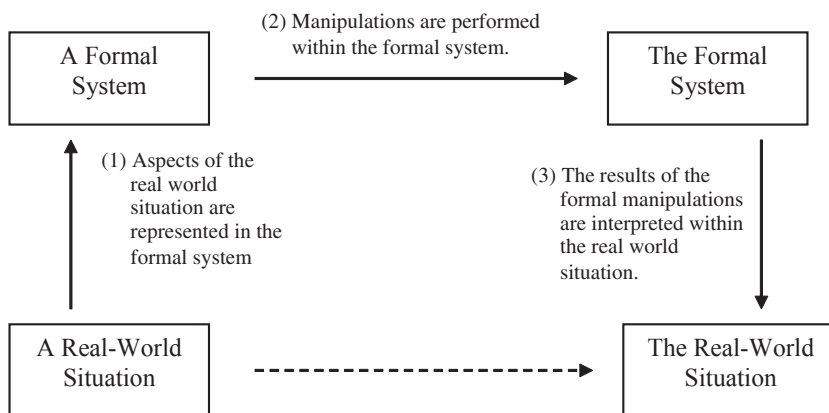 (2) Manipulations are performed
within the formal system.
A Formal
System
The Formal
System
(1) Aspects of the
real world
situation are
represented in the
formal system
(3) The results of the
formal manipulations
are interpreted within
the real world
situation.
A Real-World
Situation
The Real-World
Situation